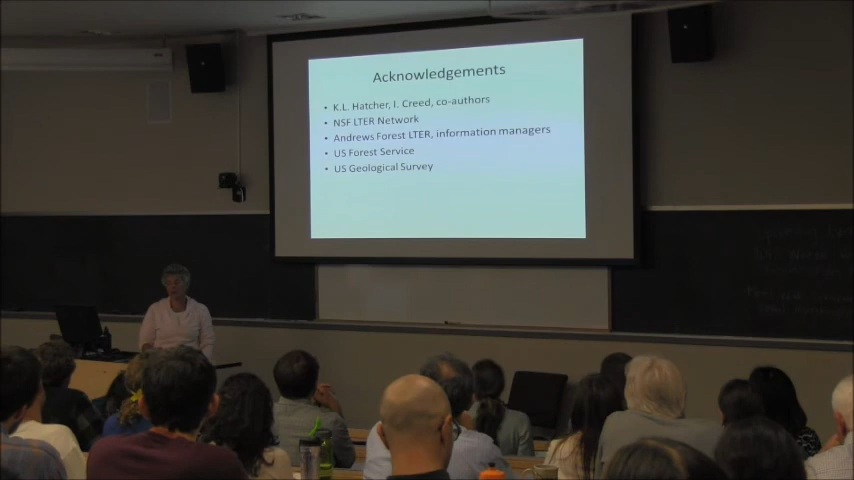 Acknowledgements
• K.L. Hatcher, I. Creed, co-authors
• NSF LTER Network
• Andrews Forest LTER, information managers
• US Forest Service
• US Geological Survey